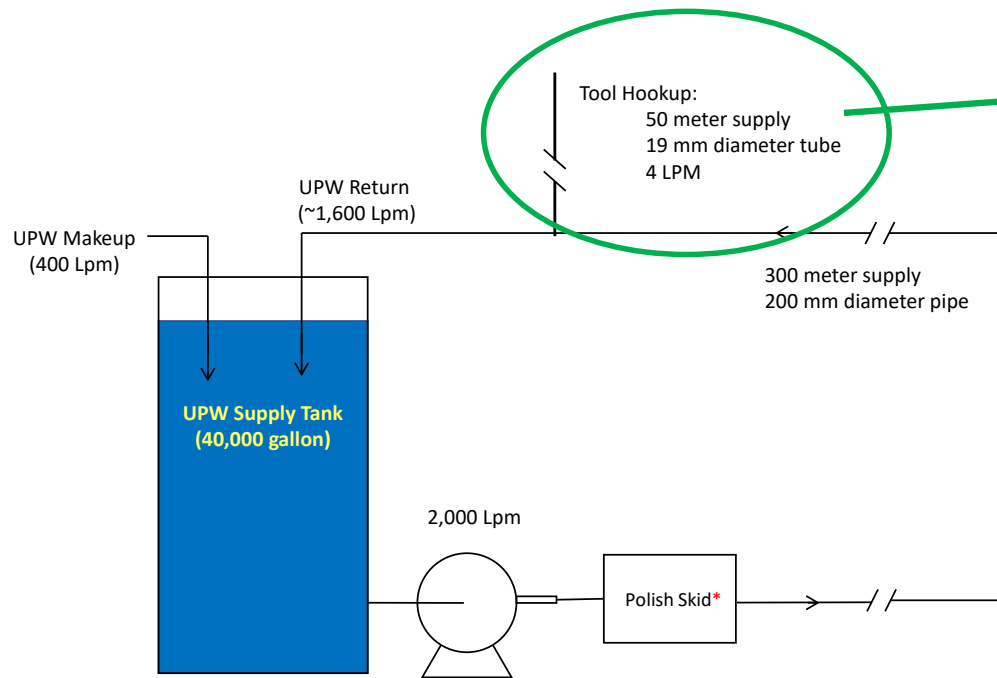 Tool Hookup:
50 meter supply
19 mm diameter tube
4 LPM
UPW Return
(~1,600 Lpm)
UPW Makeup
(400 Lpm)
300 meter supply
200 mm diameter pipe
UPW Supply Tank
(40,000 gallon)
2,000 Lpm
Polish Skid*